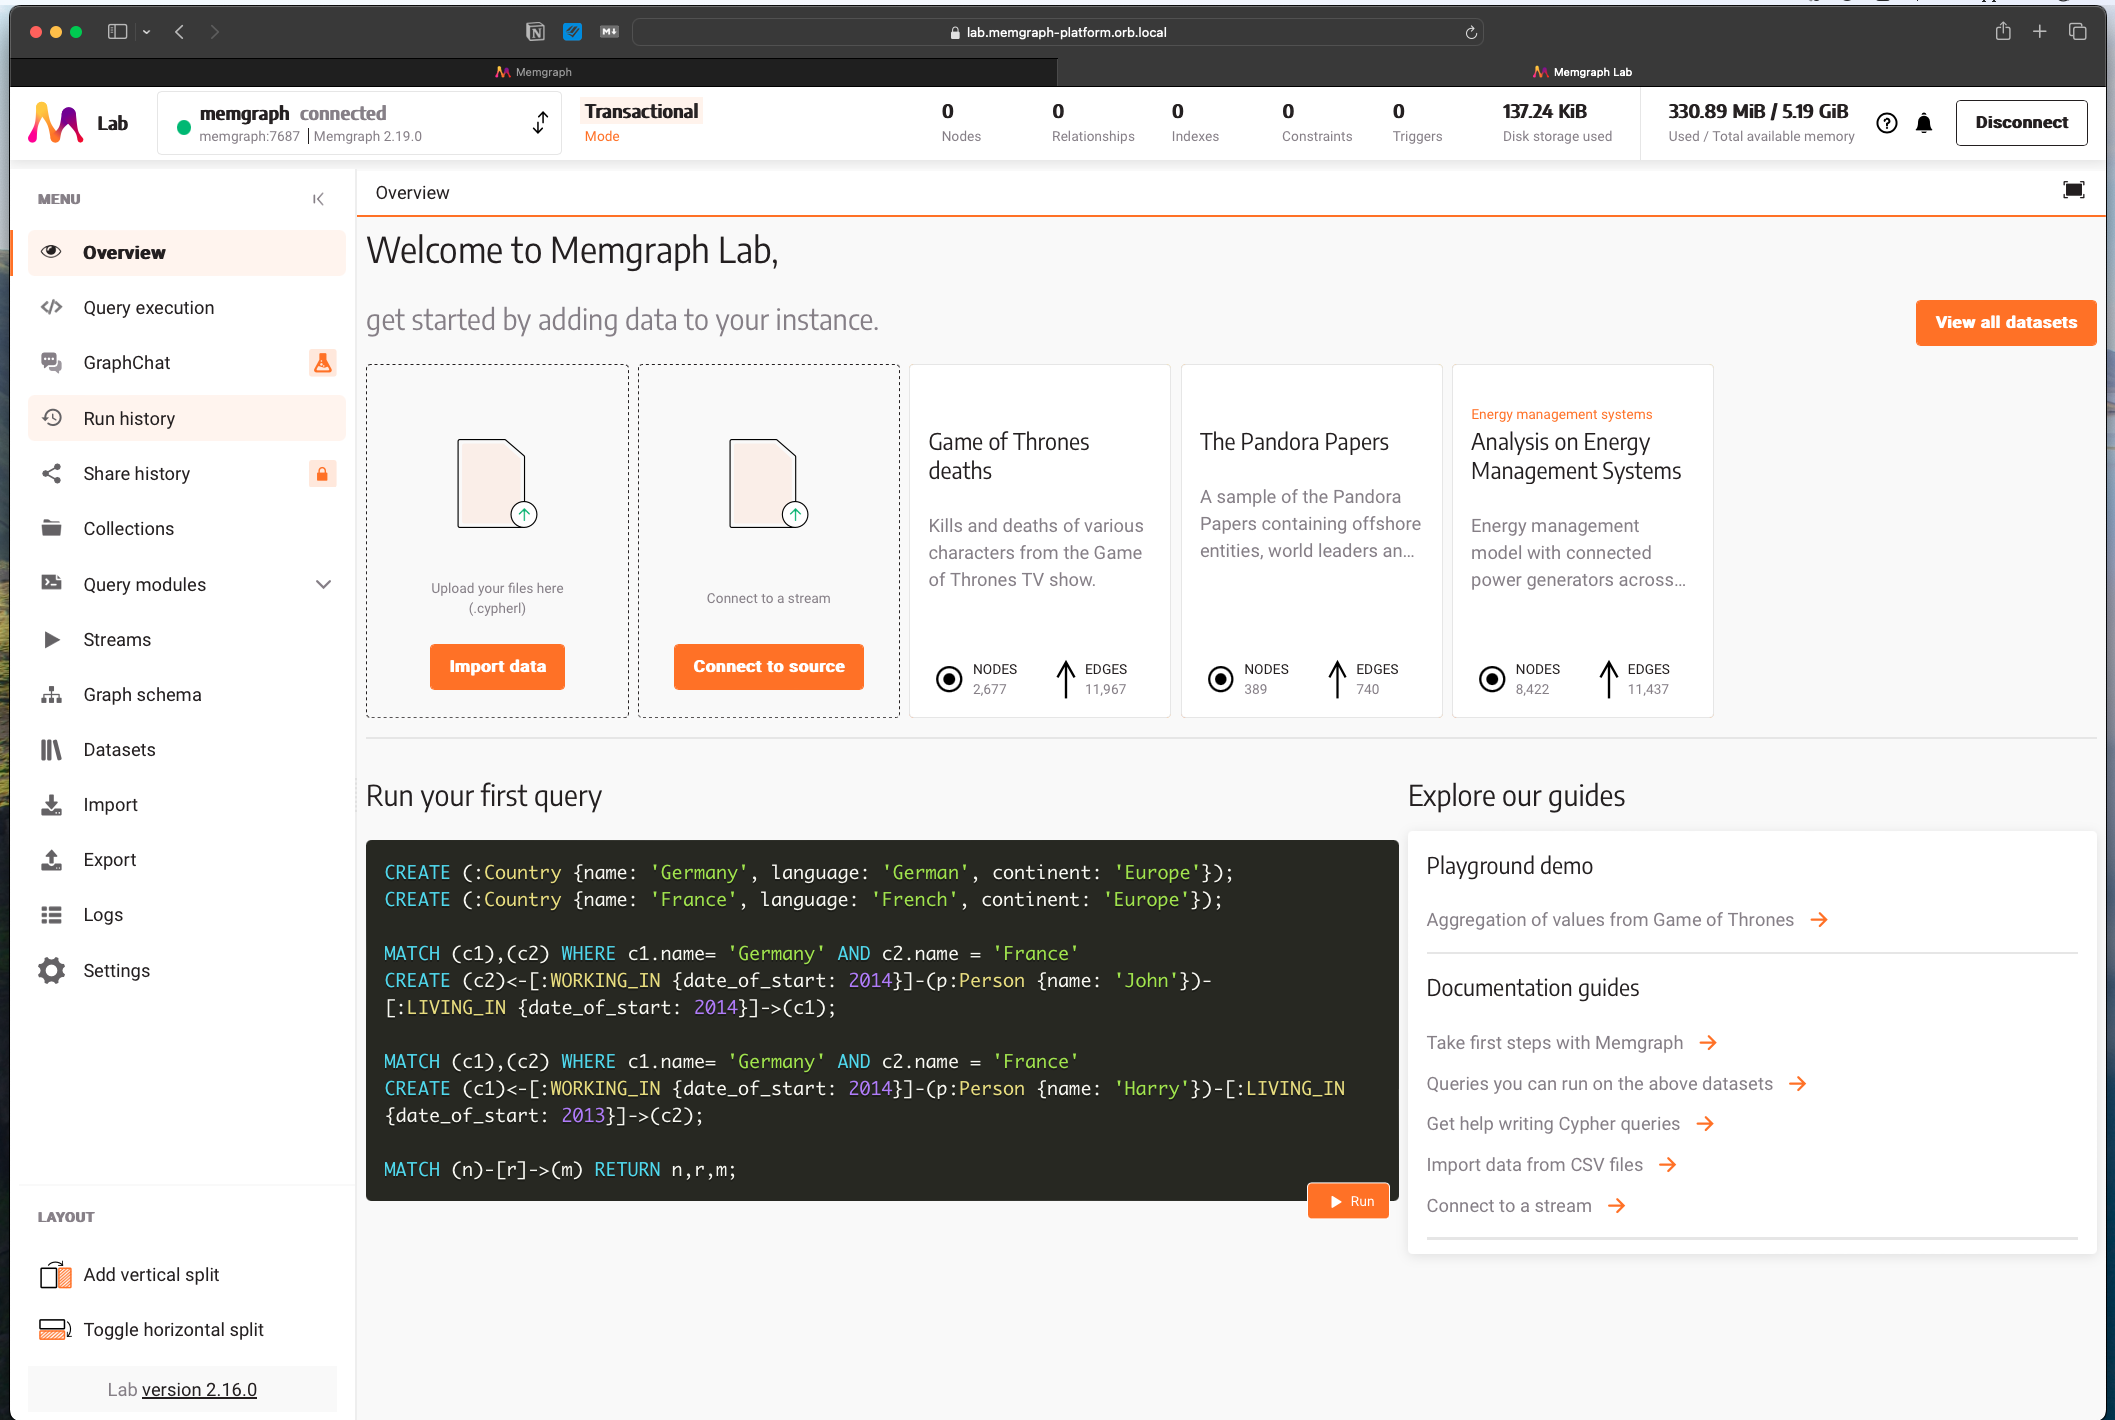 lab.memgraph-platform.orb.local
Memgraph
Memgraph Lab
Lab
memgraph connected
memgraph:7687 | Memgraph 2.19.0
Transactional
Mode
0
Nodes
0
Relationships
0
Indexes
0
Constraints
0
Triggers
137.24 KiB
Disk storage used
330.89 MiB / 5.19 GiB
Used / Total available memory
Disconnect
MENU
Overview
Query execution
GraphChat
Run history
Share history
Collections
Query modules
Streams
Graph schema
Datasets
Import
Export
Logs
Settings
LAYOUT
Add vertical split
Toggle horizontal split
Lab version 2.16.0
Overview
Welcome to Memgraph Lab,
get started by adding data to your instance.
View all datasets
Upload your files here
(.cypherl)
Import data
Connect to a stream
Connect to source
Game of Thrones
deaths
Kills and deaths of various
characters from the Game
of Thrones TV show.
NODES
2,677
EDGES
11,967
The Pandora Papers
A sample of the Pandora
Papers containing offshore
entities, world leaders an...
NODES
389
EDGES
740
Energy management systems
Analysis on Energy
Management Systems
Energy management
model with connected
power generators across...
NODES
8,422
EDGES
11,437
Run your first query
CREATE (:Country {name: 'Germany', language: 'German', continent: 'Europe'});
CREATE (:Country {name: 'France', language: 'French', continent: 'Europe'});
MATCH (c1),(c2) WHERE c1.name= 'Germany' AND c2.name = 'France'
CREATE (c2)<-[:WORKING_IN {date_of_start: 2014}]-(p:Person {name: 'John'})-
[:LIVING_IN {date_of_start: 2014}]->(c1);
MATCH (c1),(c2) WHERE c1.name= 'Germany' AND c2.name = 'France'
CREATE (c1)<-[:WORKING_IN {date_of_start: 2014}]-(p:Person {name: 'Harry'})-[:LIVING_IN
{date_of_start: 2013}]->(c2);
MATCH (n)-[r]->(m) RETURN n,r,m;
Run
Explore our guides
Playground demo
Aggregation of values from Game of Thrones
Documentation guides
Take first steps with Memgraph
Queries you can run on the above datasets
Get help writing Cypher queries
Import data from CSV files
Connect to a stream